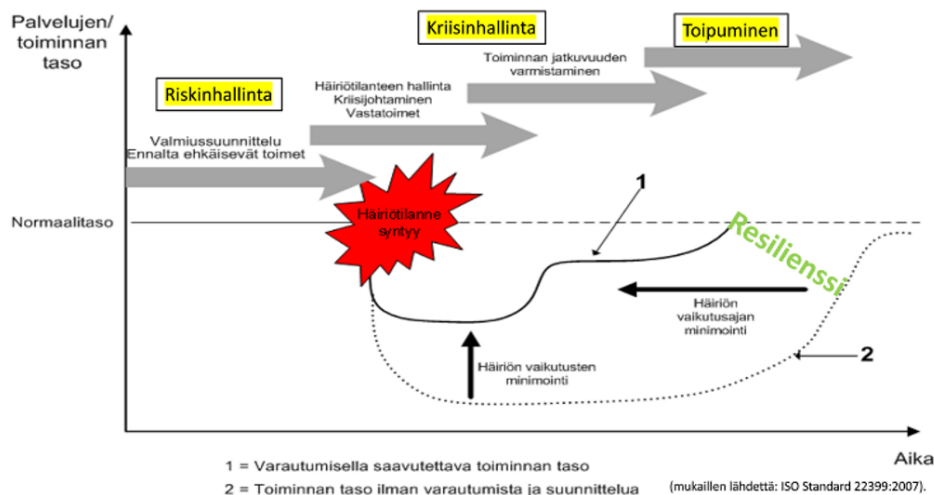 Palvelujen/
toiminnan
taso
Kriisinhallinta
Toipuminen
Riskinhallinta
Toiminnan jatkuvuuden
varmistaminen
Häiriötilanteen hallinta
Kriisijohtaminen
Vastatoimet
Valmiussuunnittelu
Ennalta ehkäisevät toimet
Normaalitaso
Häiriötilanne
syntyy
1
Resilienssi
Häiriön
vaikutusajan
minimointi
2
Häiriön vaikutusten
minimointi
Aika
1 = Varautumisella saavutettava toiminnan taso
2 = Toiminnan taso ilman varautumista ja suunnittelua
(mukaillen lähdettä: ISO Standard 22399:2007).